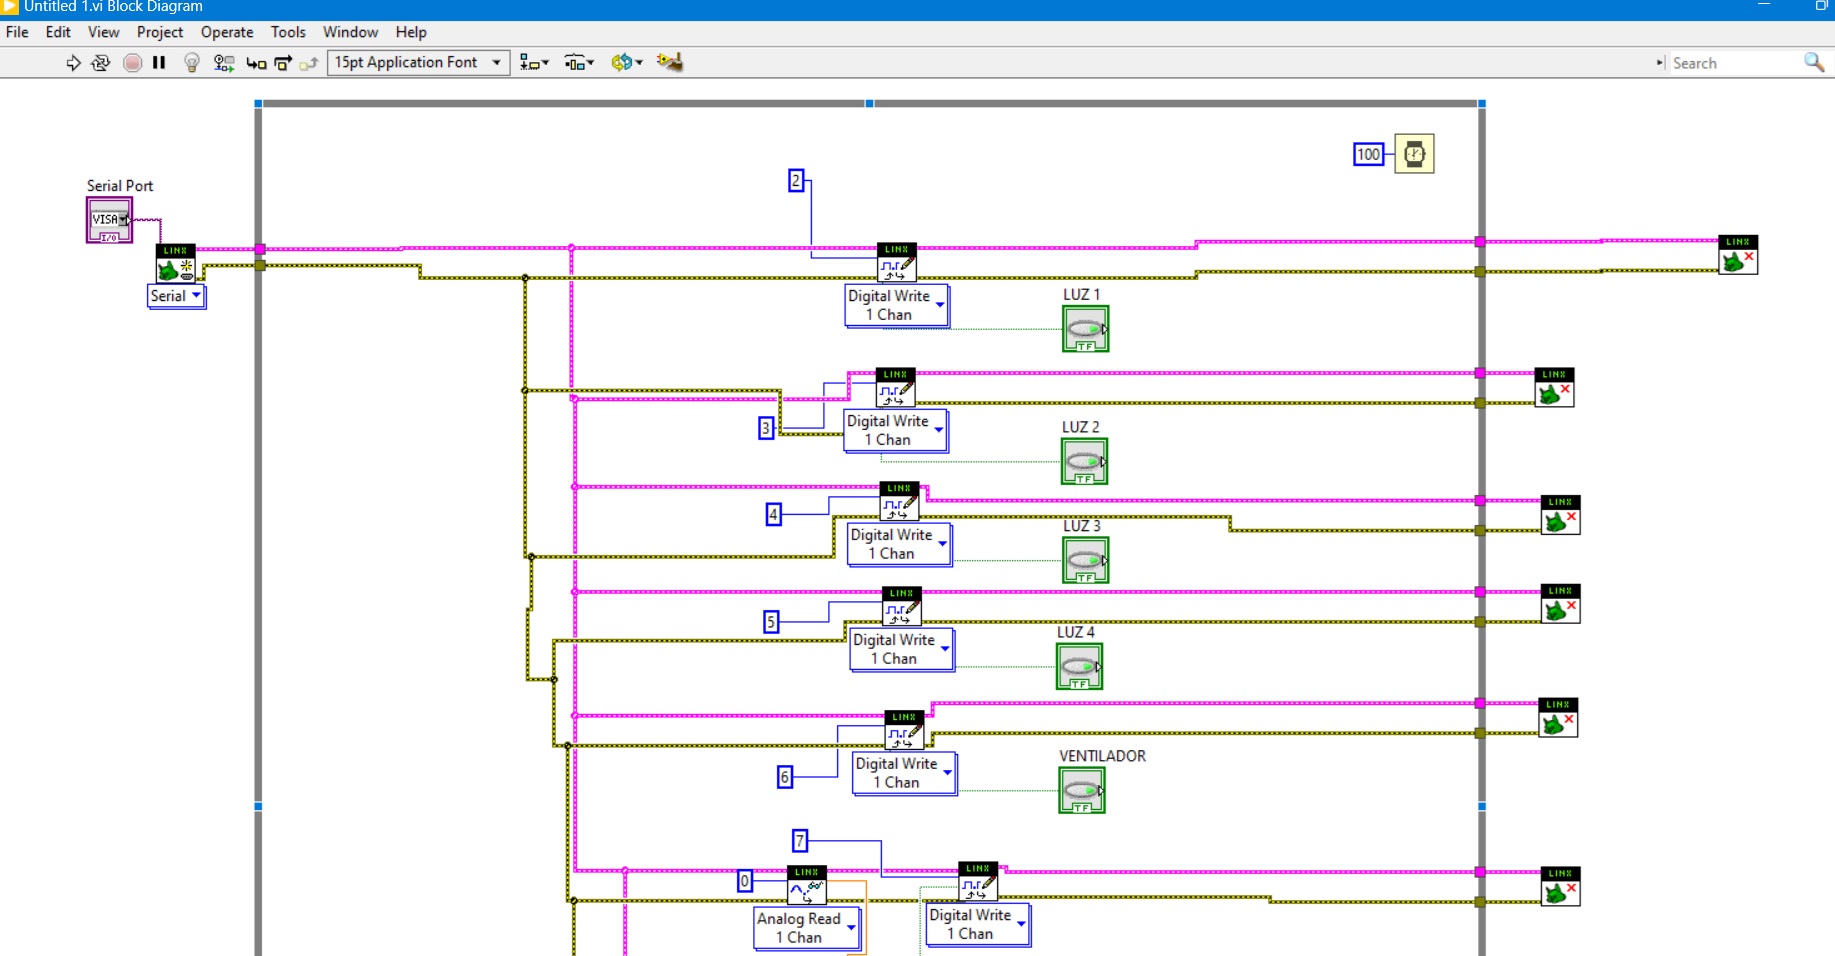 Untitled 1.vi Block Diagram
File Edit View Project Operate Tools Window Help
15pt Application Font
Search
100
2
Serial Port
VISA
I/O
LINX
LINX
LINX
Serial
Digital Write
1 Chan
LUZ 1
TF
LINX
LINX
3
Digital Write
1 Chan
LUZ 2
TF
LINX
LINX
4
Digital Write
1 Chan
LUZ 3
TF
LINX
LINX
5
Digital Write
1 Chan
LUZ 4
TF
LINX
LINX
6
Digital Write
1 Chan
VENTILADOR
TF
7
0
LINX
LINX
LINX
Analog Read
1 Chan
Digital Write
1 Chan